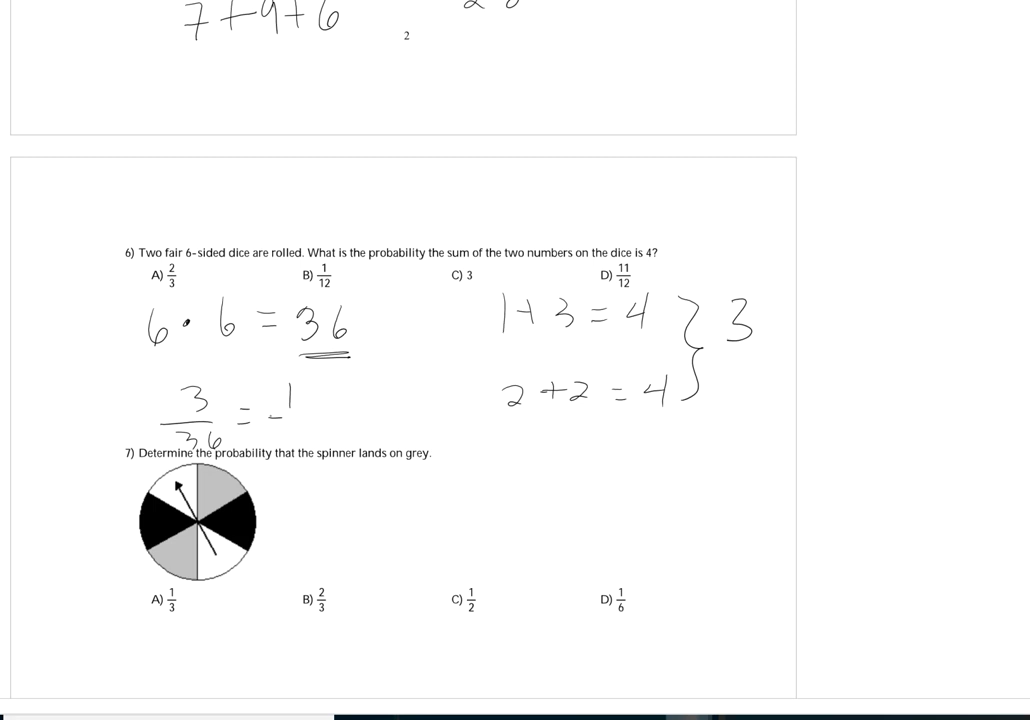 7+9+6
2
6) Two fair 6-sided dice are rolled. What is the probability the sum of the two numbers on the dice is 4?
A) 2/3 B) 1/12 C) 3 D) 11/12
6 · 6 = 36
1+3=4 } 3
2+2=4
3/36 = 1
7) Determine the probability that the spinner lands on grey.
A) 1/3 B) 2/3 C) 1/2 D) 1/6